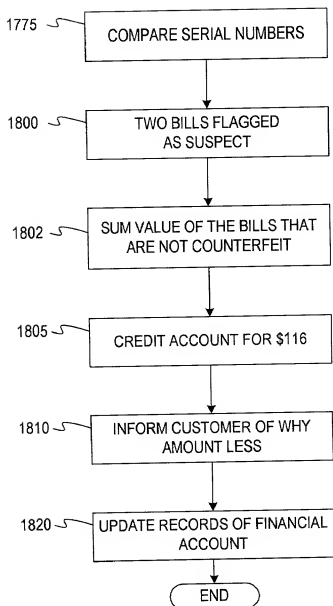 1775
COMPARE SERIAL NUMBERS
1800
TWO BILLS FLAGGED
AS SUSPECT
1802
SUM VALUE OF THE BILLS THAT
ARE NOT COUNTERFEIT
1805
CREDIT ACCOUNT FOR $116
1810
INFORM CUSTOMER OF WHY
AMOUNT LESS
1820
UPDATE RECORDS OF FINANCIAL
ACCOUNT
END